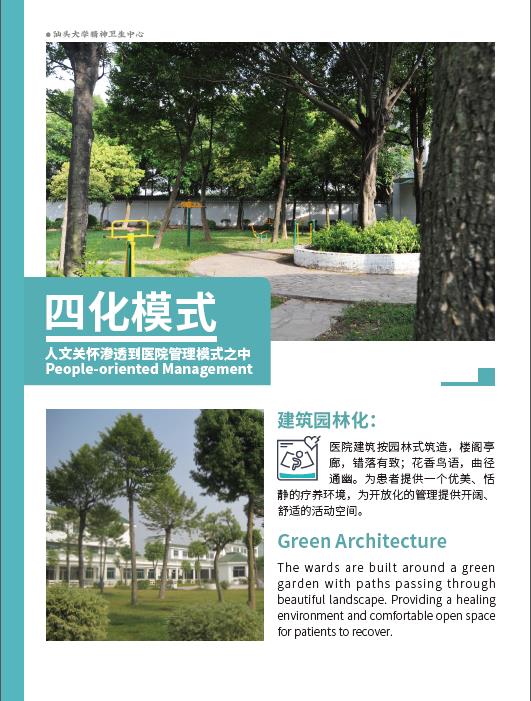 汕头大学精神卫生中心
四化模式
人文关怀渗透到医院管理模式之中
People-oriented Management
建筑园林化：
医院建筑按园林式筑造，楼阁亭
廊，错落有致；花香鸟语，曲径
通幽。为患者提供一个优美、恬
静的疗养环境，为开放化的管理提供开阔、
舒适的活动空间。
Green Architecture
The wards are built around a green
garden with paths passing through
beautiful landscape. Providing a healing
environment and comfortable open space
for patients to recover.